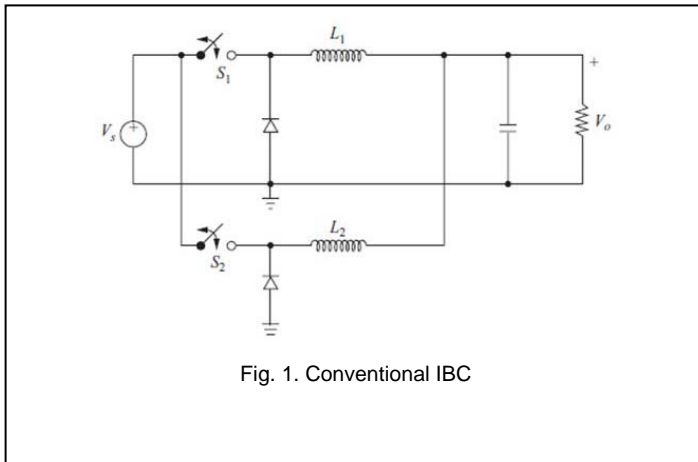 L1
S1
+
Vs
+
Vo
L2
S2
Fig. 1. Conventional IBC